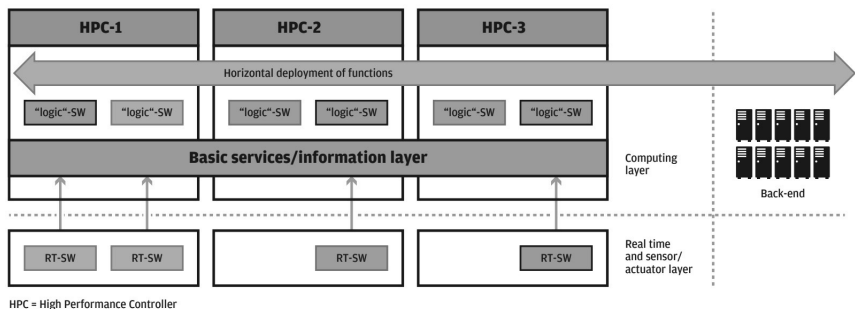 HPC-1
HPC-2
HPC-3
Horizontal deployment of functions
“logic“-SW
“logic“-SW
“logic“-SW
“logic“-SW
“logic“-SW
“logic“-SW
Basic services/information layer
Computing
layer
Back-end
RT-SW
RT-SW
RT-SW
RT-SW
Real time
and sensor/
actuator layer
HPC = High Performance Controller